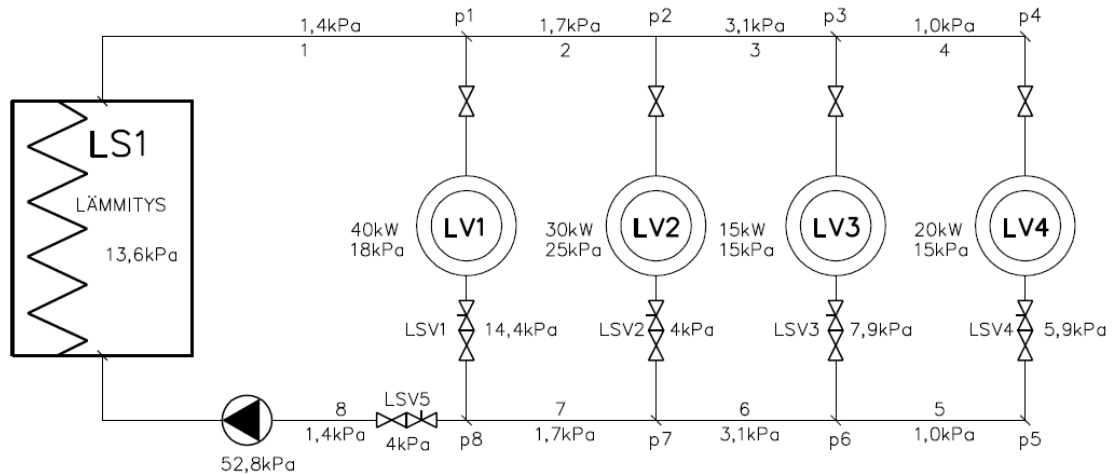 1,4kPa
p1
1,7kPa
p2
3,1kPa
p3
1,0kPa
p4
1
2
3
4
LS1
LÄMMITYS
13,6kPa
40kW
18kPa
LV1
30kW
25kPa
LV2
15kW
15kPa
LV3
20kW
15kPa
LV4
LSV1
14,4kPa
LSV2
4kPa
LSV3
7,9kPa
LSV4
5,9kPa
LSV5
8
1,4kPa
4kPa
p8
7
1,7kPa
p7
6
3,1kPa
p6
5
1,0kPa
p5
52,8kPa